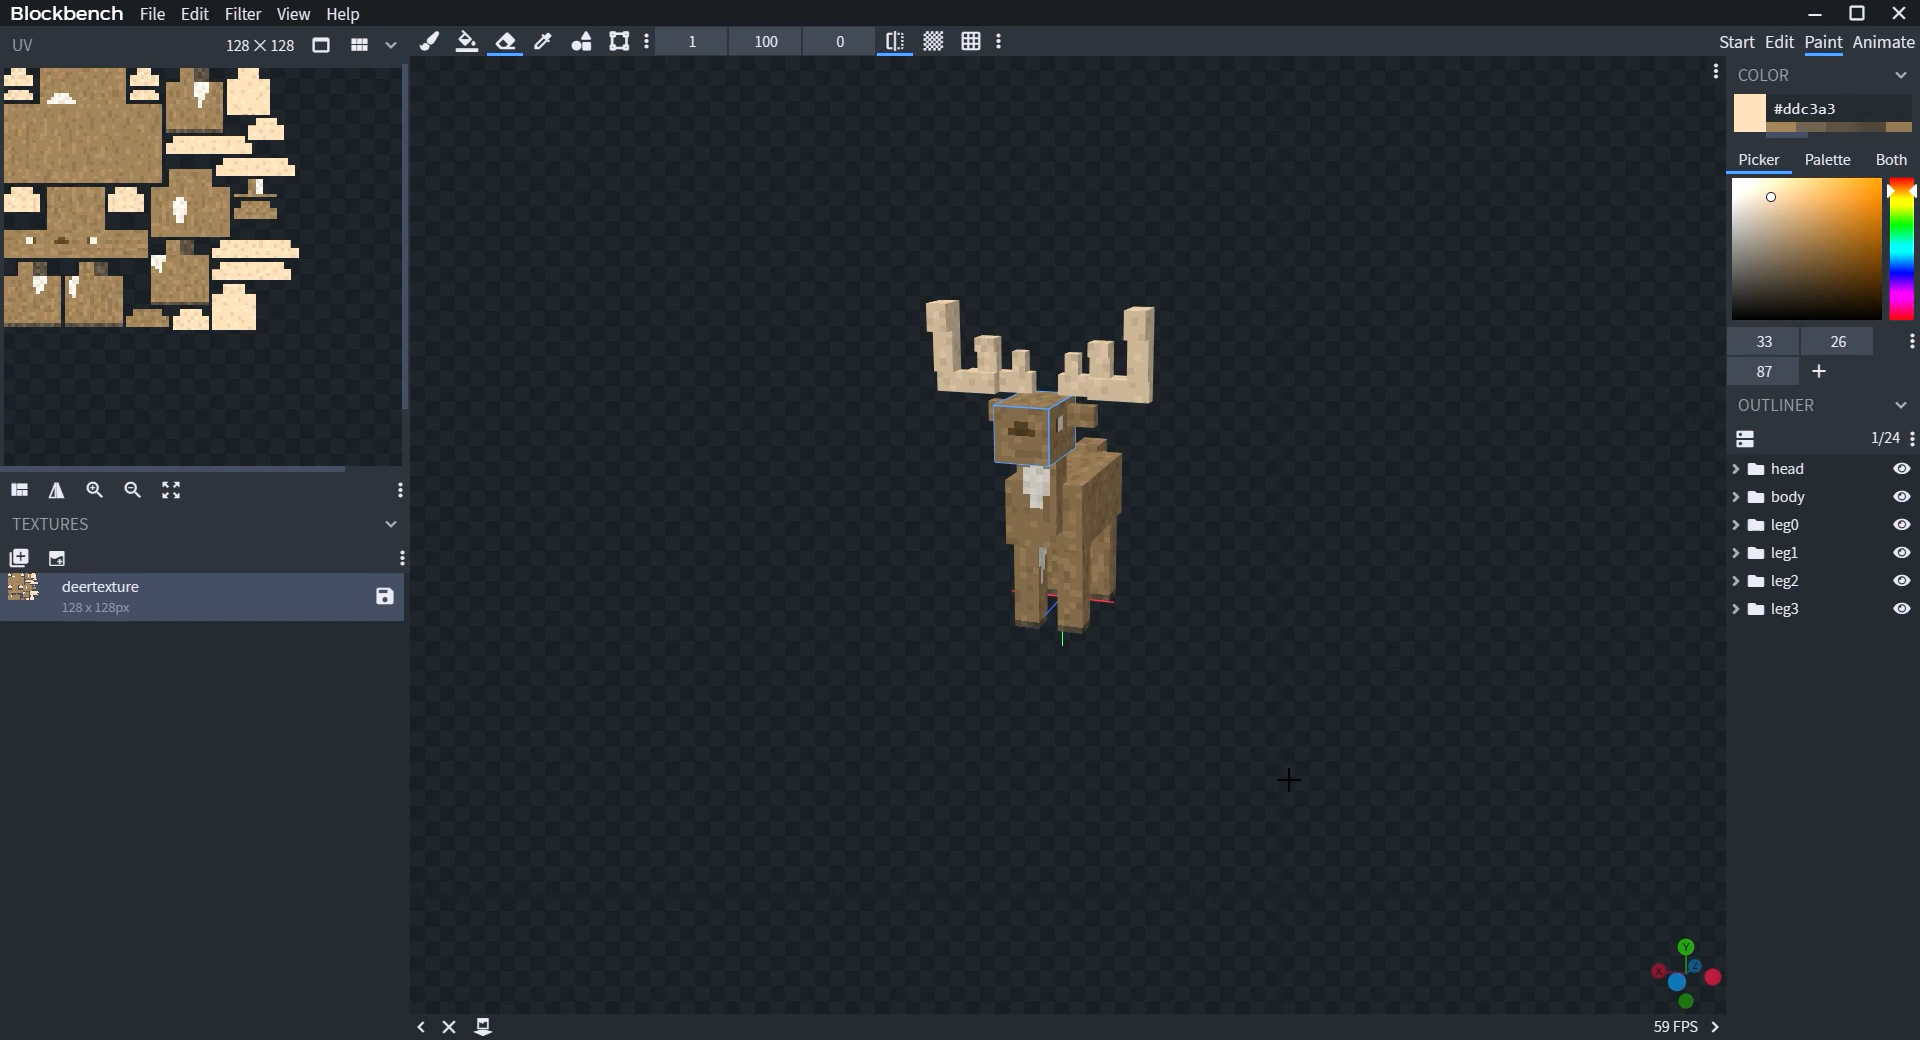 Blockbench File Edit Filter View Help
UV 128 × 128
1 100 0
Start Edit Paint Animate
COLOR
#ddc3a3
Picker Palette Both
33 26
87 +
OUTLINER
1/24
head
body
leg0
leg1
leg2
leg3
TEXTURES
deertexture
128 x 128px
Y
X
Z
59 FPS